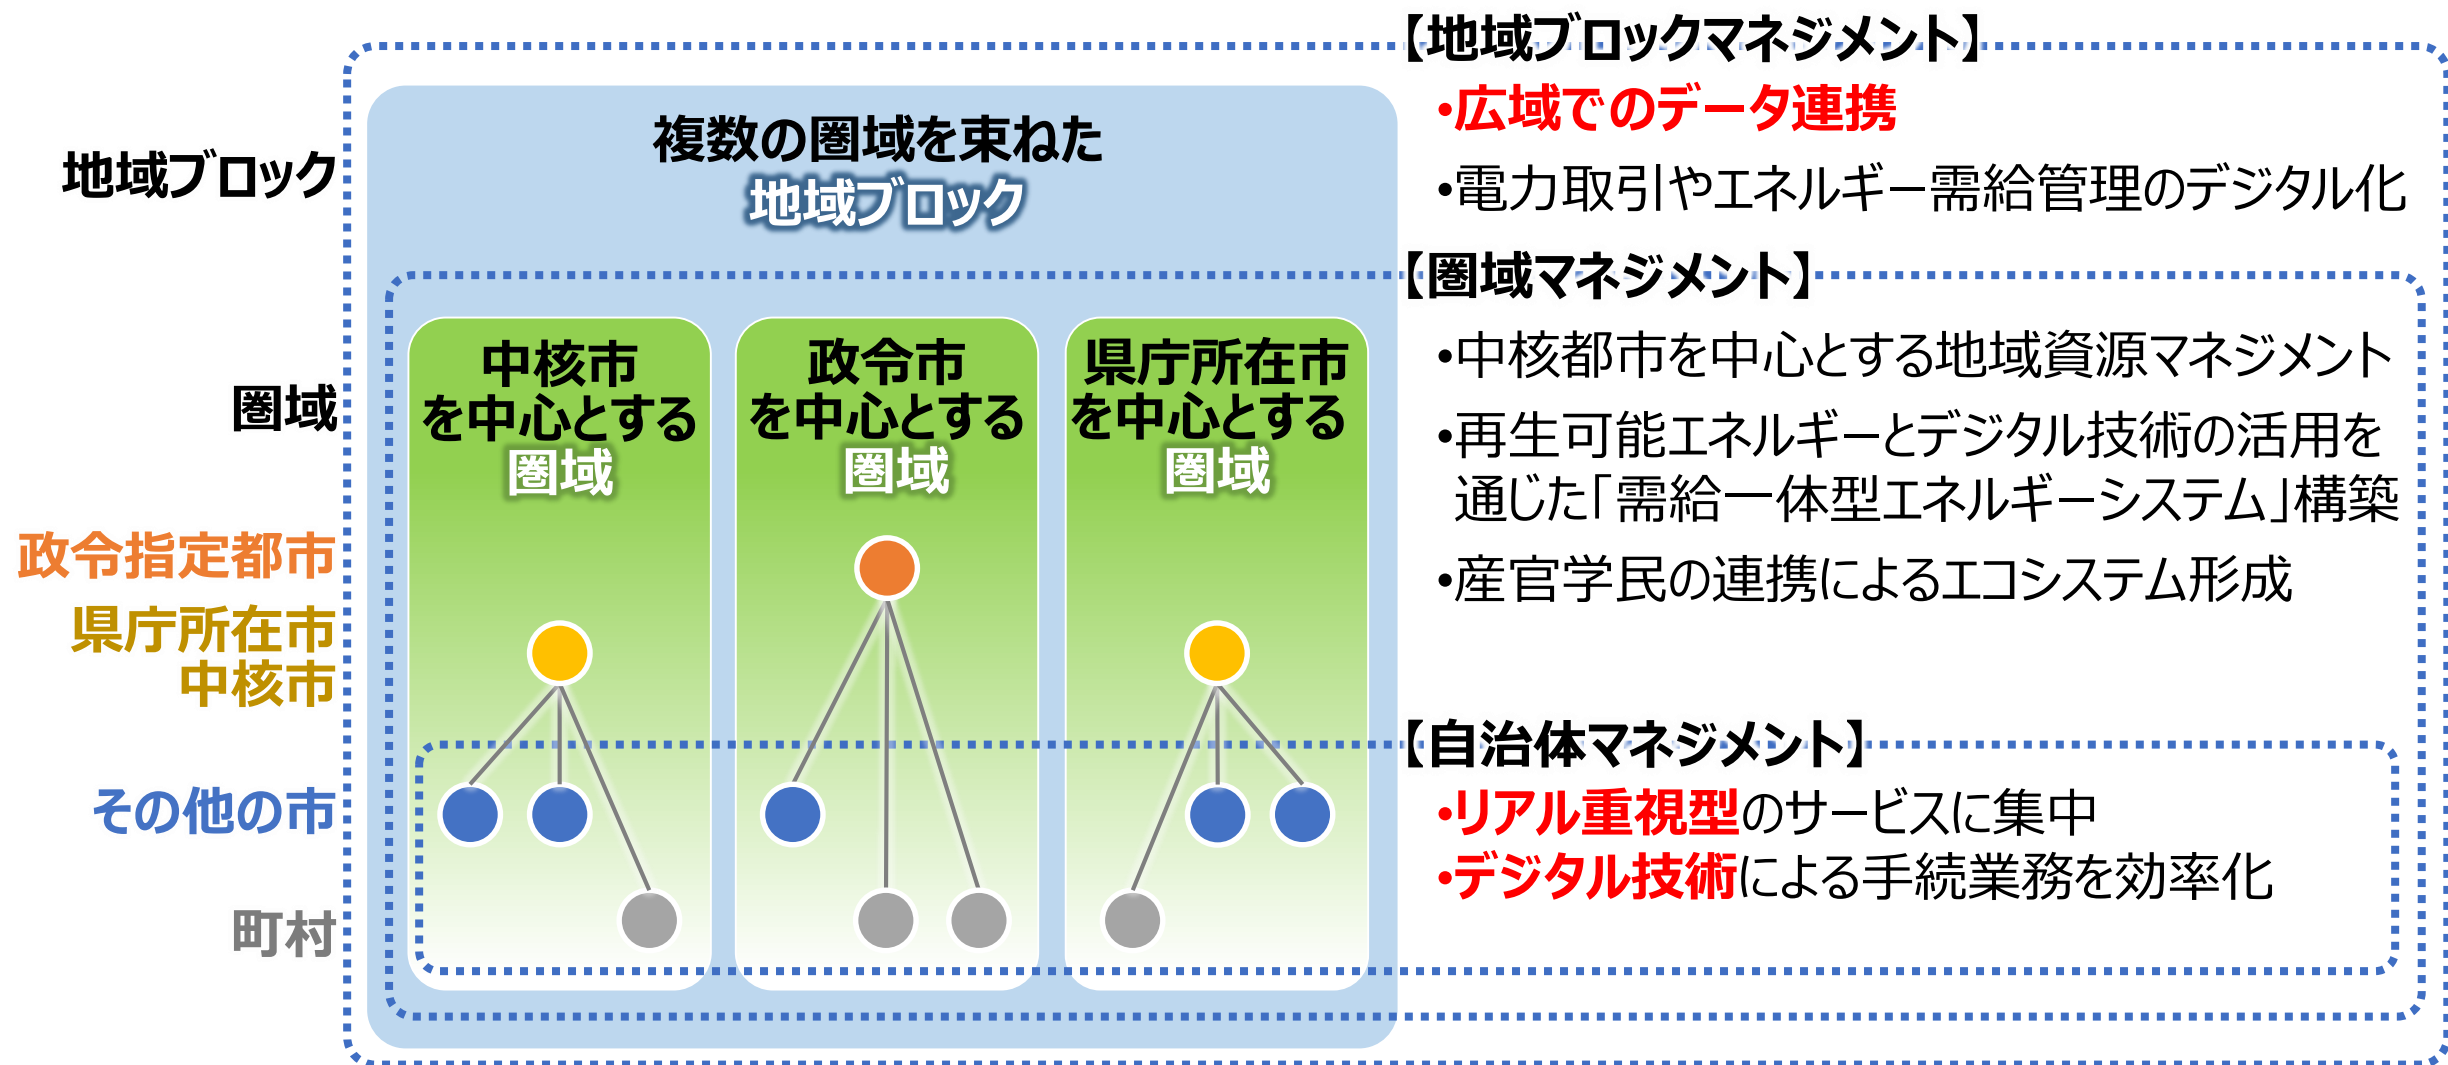 地域ブロック
圏域
政令指定都市
県庁所在市
中核市
その他の市
町村
複数の圏域を束ねた
地域ブロック
中核市
を中心とする
圏域
政令市
を中心とする
圏域
県庁所在市
を中心とする
圏域
【地域ブロックマネジメント】
•広域でのデータ連携
•電力取引やエネルギー需給管理のデジタル化
【圏域マネジメント】
•中核都市を中心とする地域資源マネジメント
•再生可能エネルギーとデジタル技術の活用を
通じた「需給一体型エネルギーシステム」構築
•産官学民の連携によるエコシステム形成
【自治体マネジメント】
•リアル重視型のサービスに集中
•デジタル技術による手続業務を効率化